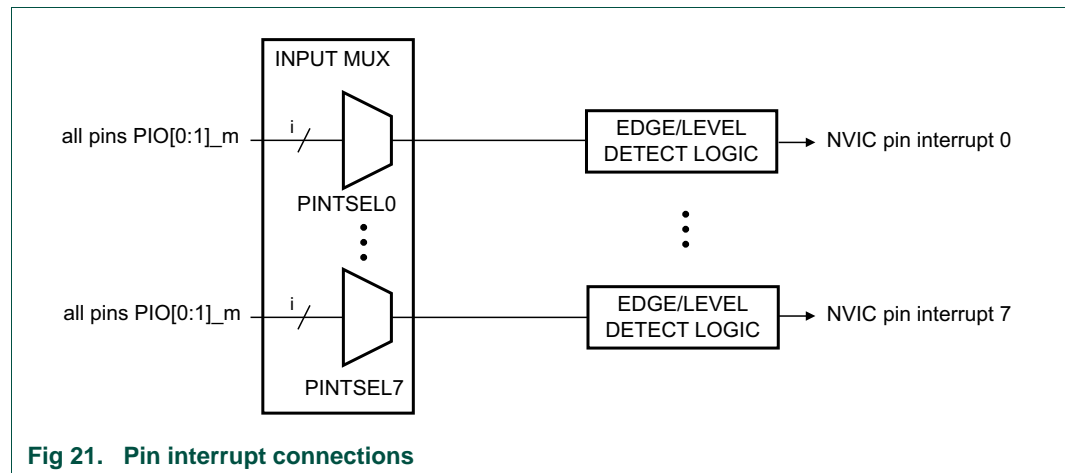 INPUT MUX
all pins PIO[0:1]_m
i
EDGE/LEVEL
DETECT LOGIC
NVIC pin interrupt 0
PINTSEL0
all pins PIO[0:1]_m
i
EDGE/LEVEL
DETECT LOGIC
NVIC pin interrupt 7
PINTSEL7
Fig 21. Pin interrupt connections